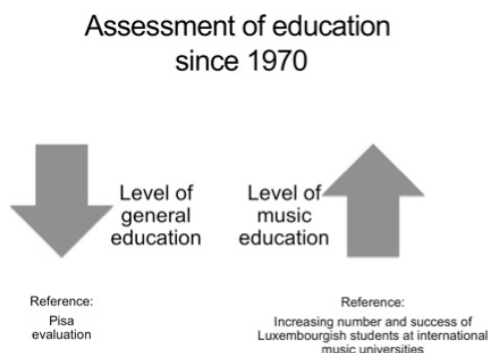 Assessment of education
since 1970
Level of
general
education
Level of
music
education
Reference:
Pisa
evaluation
Reference:
Increasing number and success of
Luxembourgish students at international
music universities